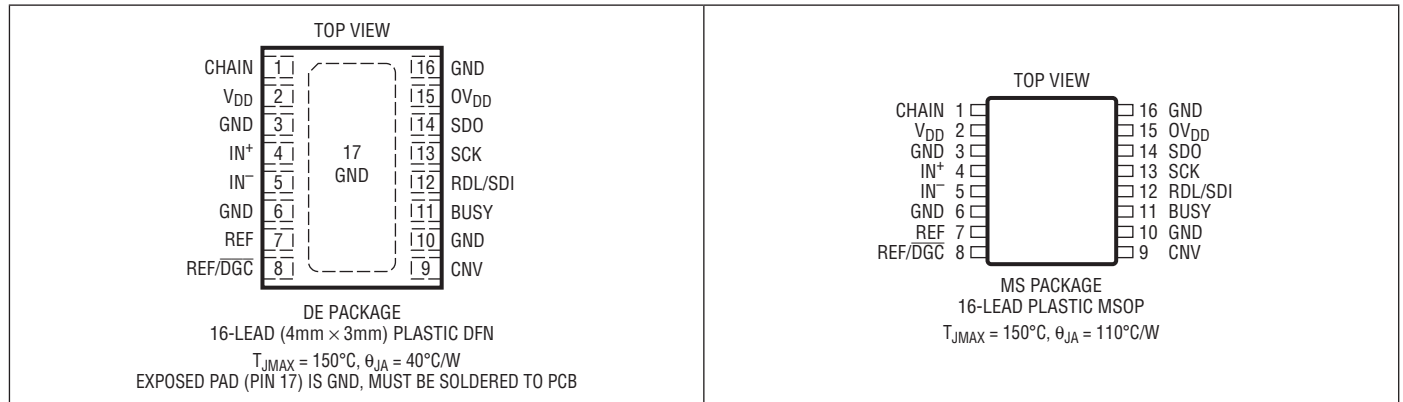 TOP VIEW
CHAIN 1
V_DD 2
GND 3
IN⁺ 4
IN⁻ 5
GND 6
REF 7
REF/D̅G̅C̅ 8
17
GND
16 GND
15 OV_DD
14 SDO
13 SCK
12 RDL/SDI
11 BUSY
10 GND
9 CNV
DE PACKAGE
16-LEAD (4mm × 3mm) PLASTIC DFN
T_JMAX = 150°C, θ_JA = 40°C/W
EXPOSED PAD (PIN 17) IS GND, MUST BE SOLDERED TO PCB
TOP VIEW
CHAIN 1
V_DD 2
GND 3
IN⁺ 4
IN⁻ 5
GND 6
REF 7
REF/D̅G̅C̅ 8
16 GND
15 OV_DD
14 SDO
13 SCK
12 RDL/SDI
11 BUSY
10 GND
9 CNV
MS PACKAGE
16-LEAD PLASTIC MSOP
T_JMAX = 150°C, θ_JA = 110°C/W